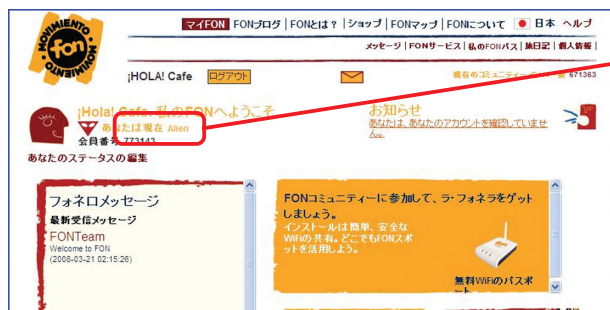 MOVIMIENTO
fon
MOVIMIENTO
マイFON FONブログ | FONとは? | ショップ | FONマップ | FONについて 日本 ヘルプ
メッセージ | FONサービス | 私のFONパス | 旅日記 | 個人情報 |
¡HOLA! Cafe ログアウト 現在のコミュニティー 671363
¡Hola! Cafe, 私のFONへようこそ
あなたは現在 Alien
会員番号 773143
あなたのステータスの編集
お知らせ
あなたは、あなたのアカウントを確認していませ
ん。
フォネロメッセージ
最新受信メッセージ
FONTeam
Welcome to FON
(2008-03-21 02:15:26)
FONコミュニティーに参加して、ラ・フォネラをゲット
しましょう。
インストールは簡単、安全な
WiFiの共有。どこでもFONスポ
ットを活用しよう。
無料WiFiのパスポ
ート